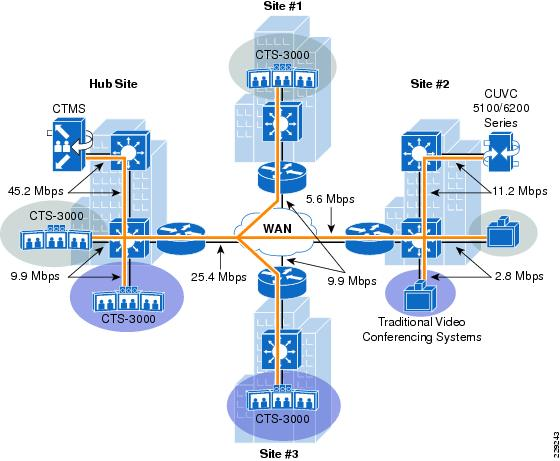 Site #1
CTS-3000
Hub Site
CTMS
Site #2
CUVC
5100/6200
Series
45.2 Mbps
11.2 Mbps
CTS-3000
5.6 Mbps
WAN
9.9 Mbps
25.4 Mbps
9.9 Mbps
2.8 Mbps
CTS-3000
Traditional Video
Conferencing Systems
CTS-3000
Site #3
229243